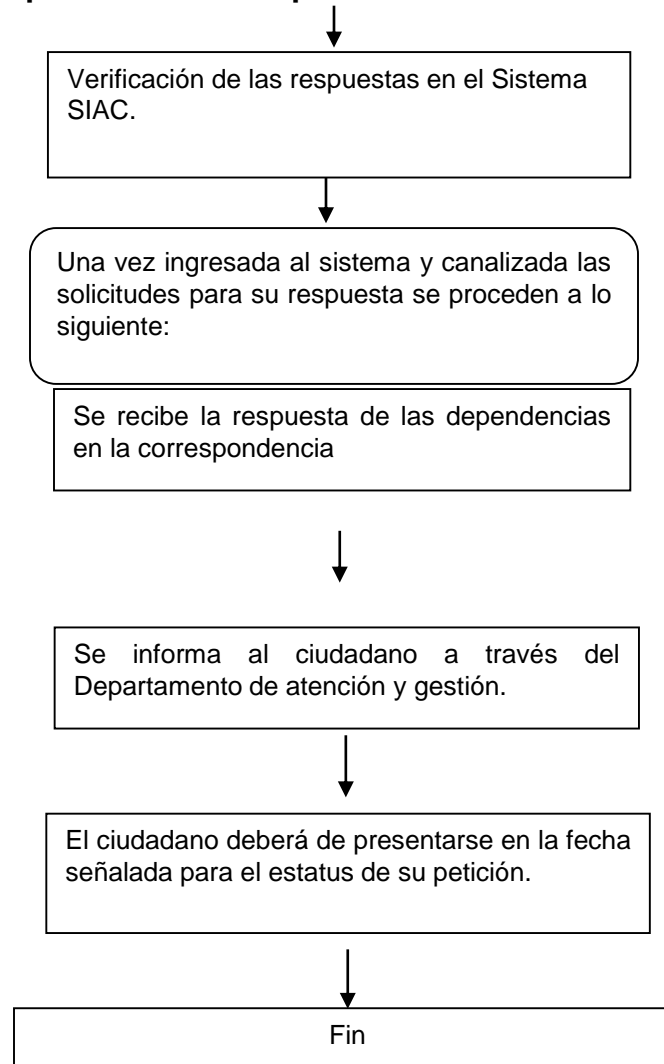 Verificación de las respuestas en el Sistema
SIAC.
Una vez ingresada al sistema y canalizada las
solicitudes para su respuesta se proceden a lo
siguiente:
Se recibe la respuesta de las dependencias
en la correspondencia
Se informa al ciudadano a través del
Departamento de atención y gestión.
El ciudadano deberá de presentarse en la fecha
señalada para el estatus de su petición.
Fin